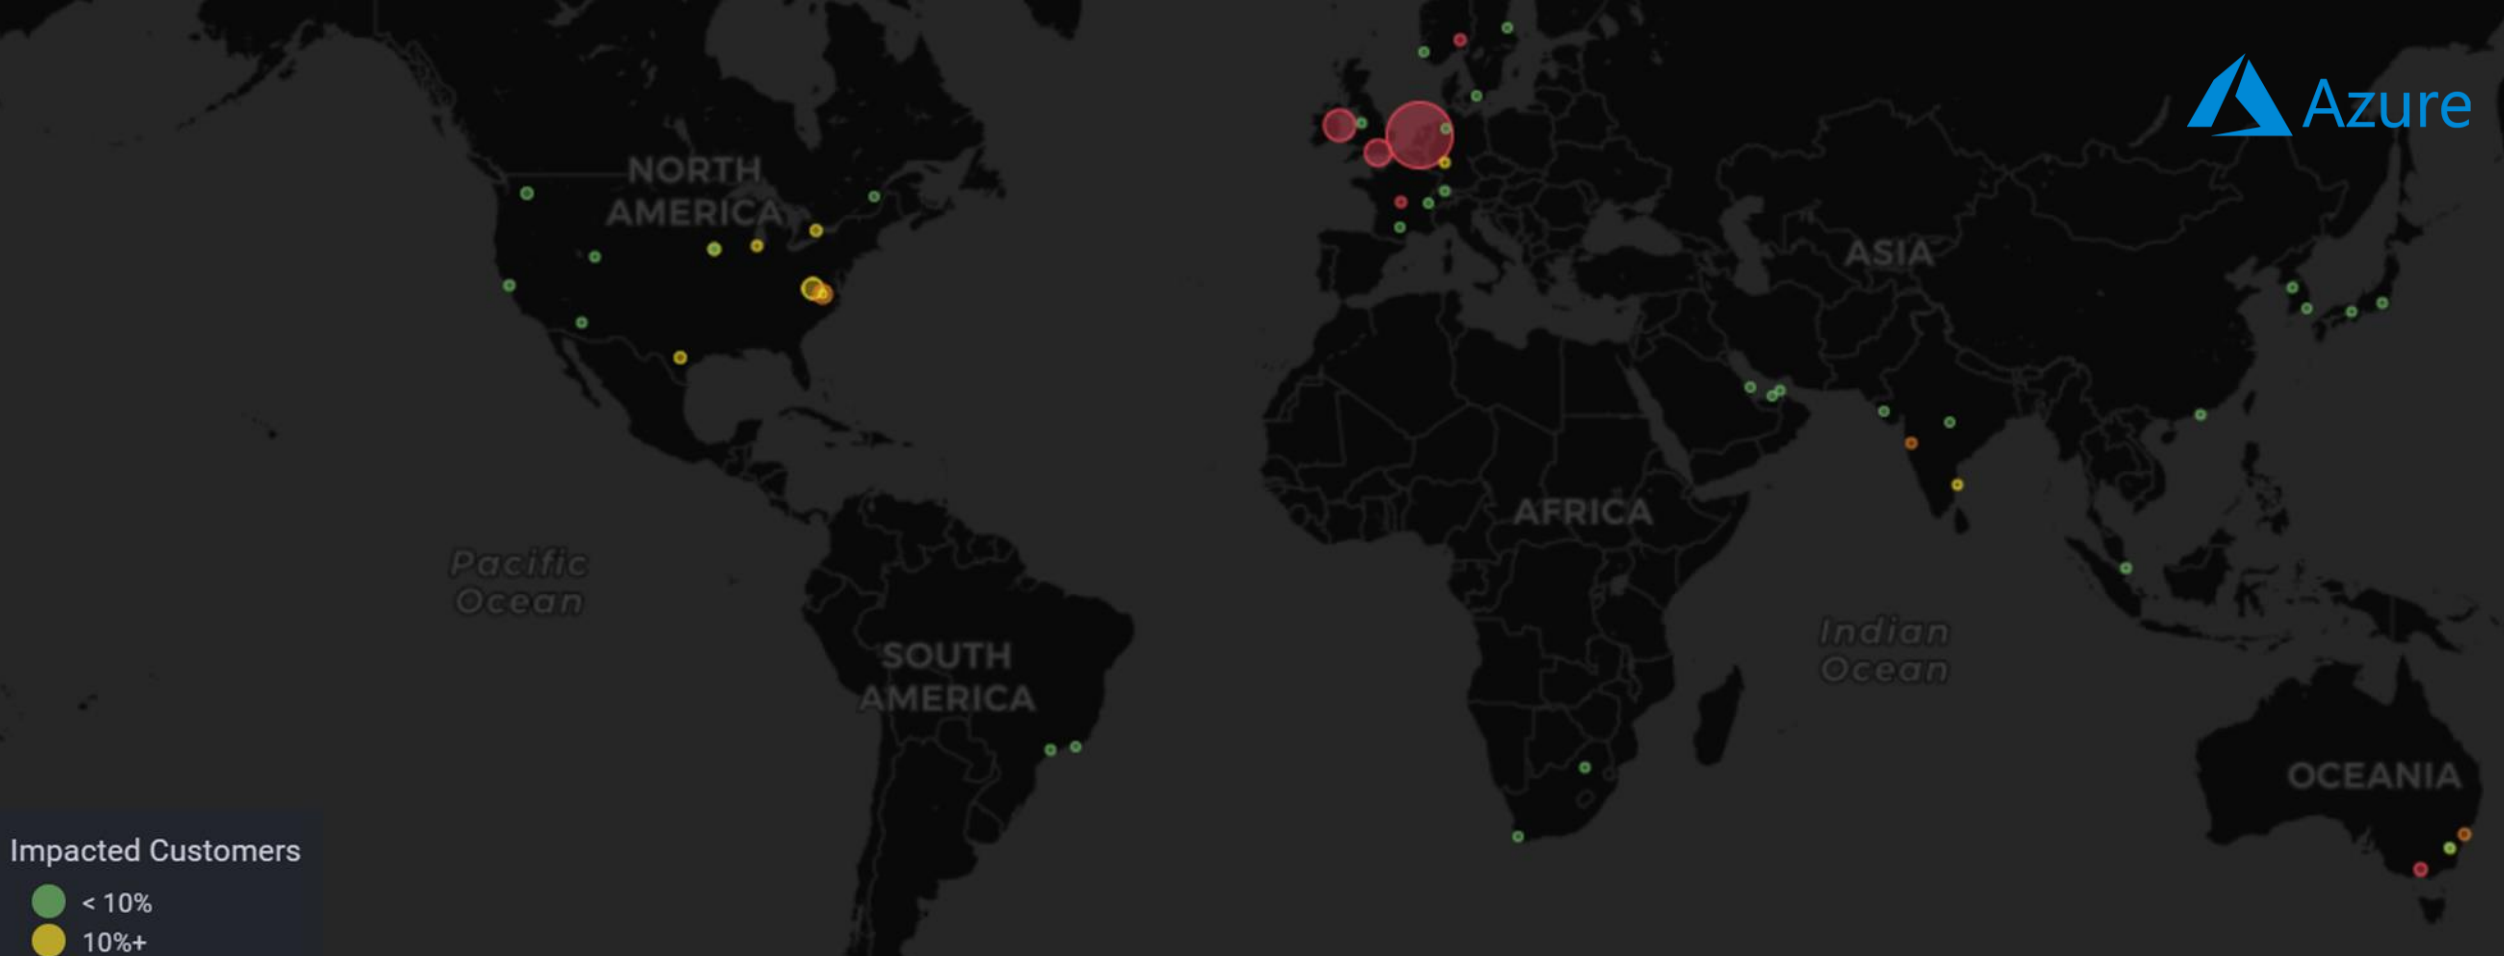 Azure
NORTH
AMERICA
ASIA
AFRICA
Pacific
Ocean
Indian
Ocean
SOUTH
AMERICA
OCEANIA
Impacted Customers
< 10%
10%+